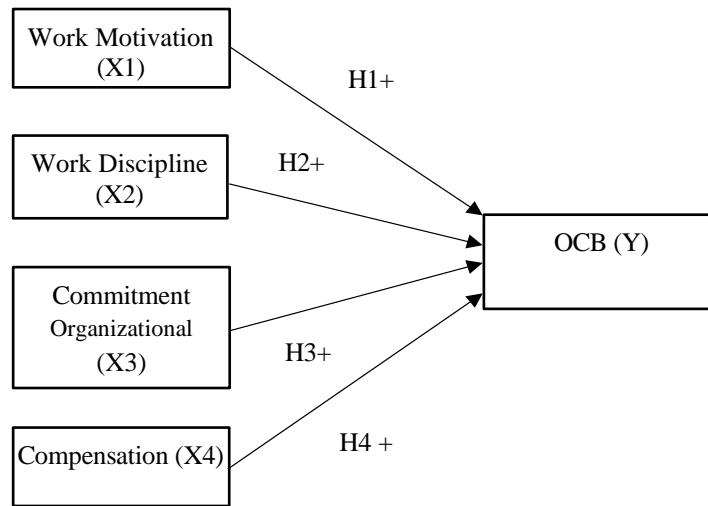 Work Motivation
(X1)
H1+
Work Discipline
(X2)
H2+
OCB (Y)
Commitment
Organizational
(X3)
H3+
Compensation (X4)
H4 +